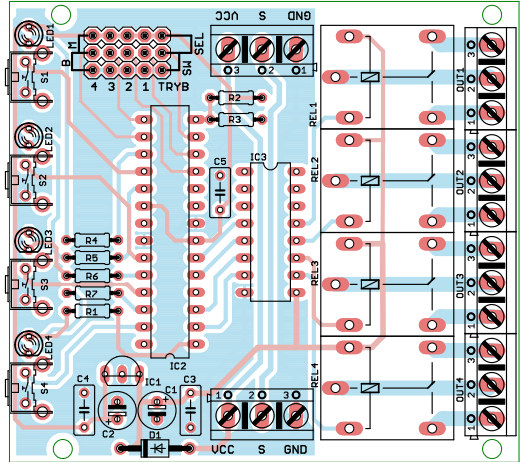 VCC S GND
3 2 1
LED1
S1
M
B
SEL
SW
4 3 2 1 TRYB
R2
R3
REL1
OUT1
3
2
1
LED2
S2
C5
IC3
REL2
OUT2
3
2
1
LED3
S3
R4
R5
R6
R7
R1
REL3
OUT3
3
2
1
LED4
S4
IC2
IC1
C4
C2
C1
C3
+
+
D1
REL4
OUT4
3
2
1
1 2 3
VCC S GND